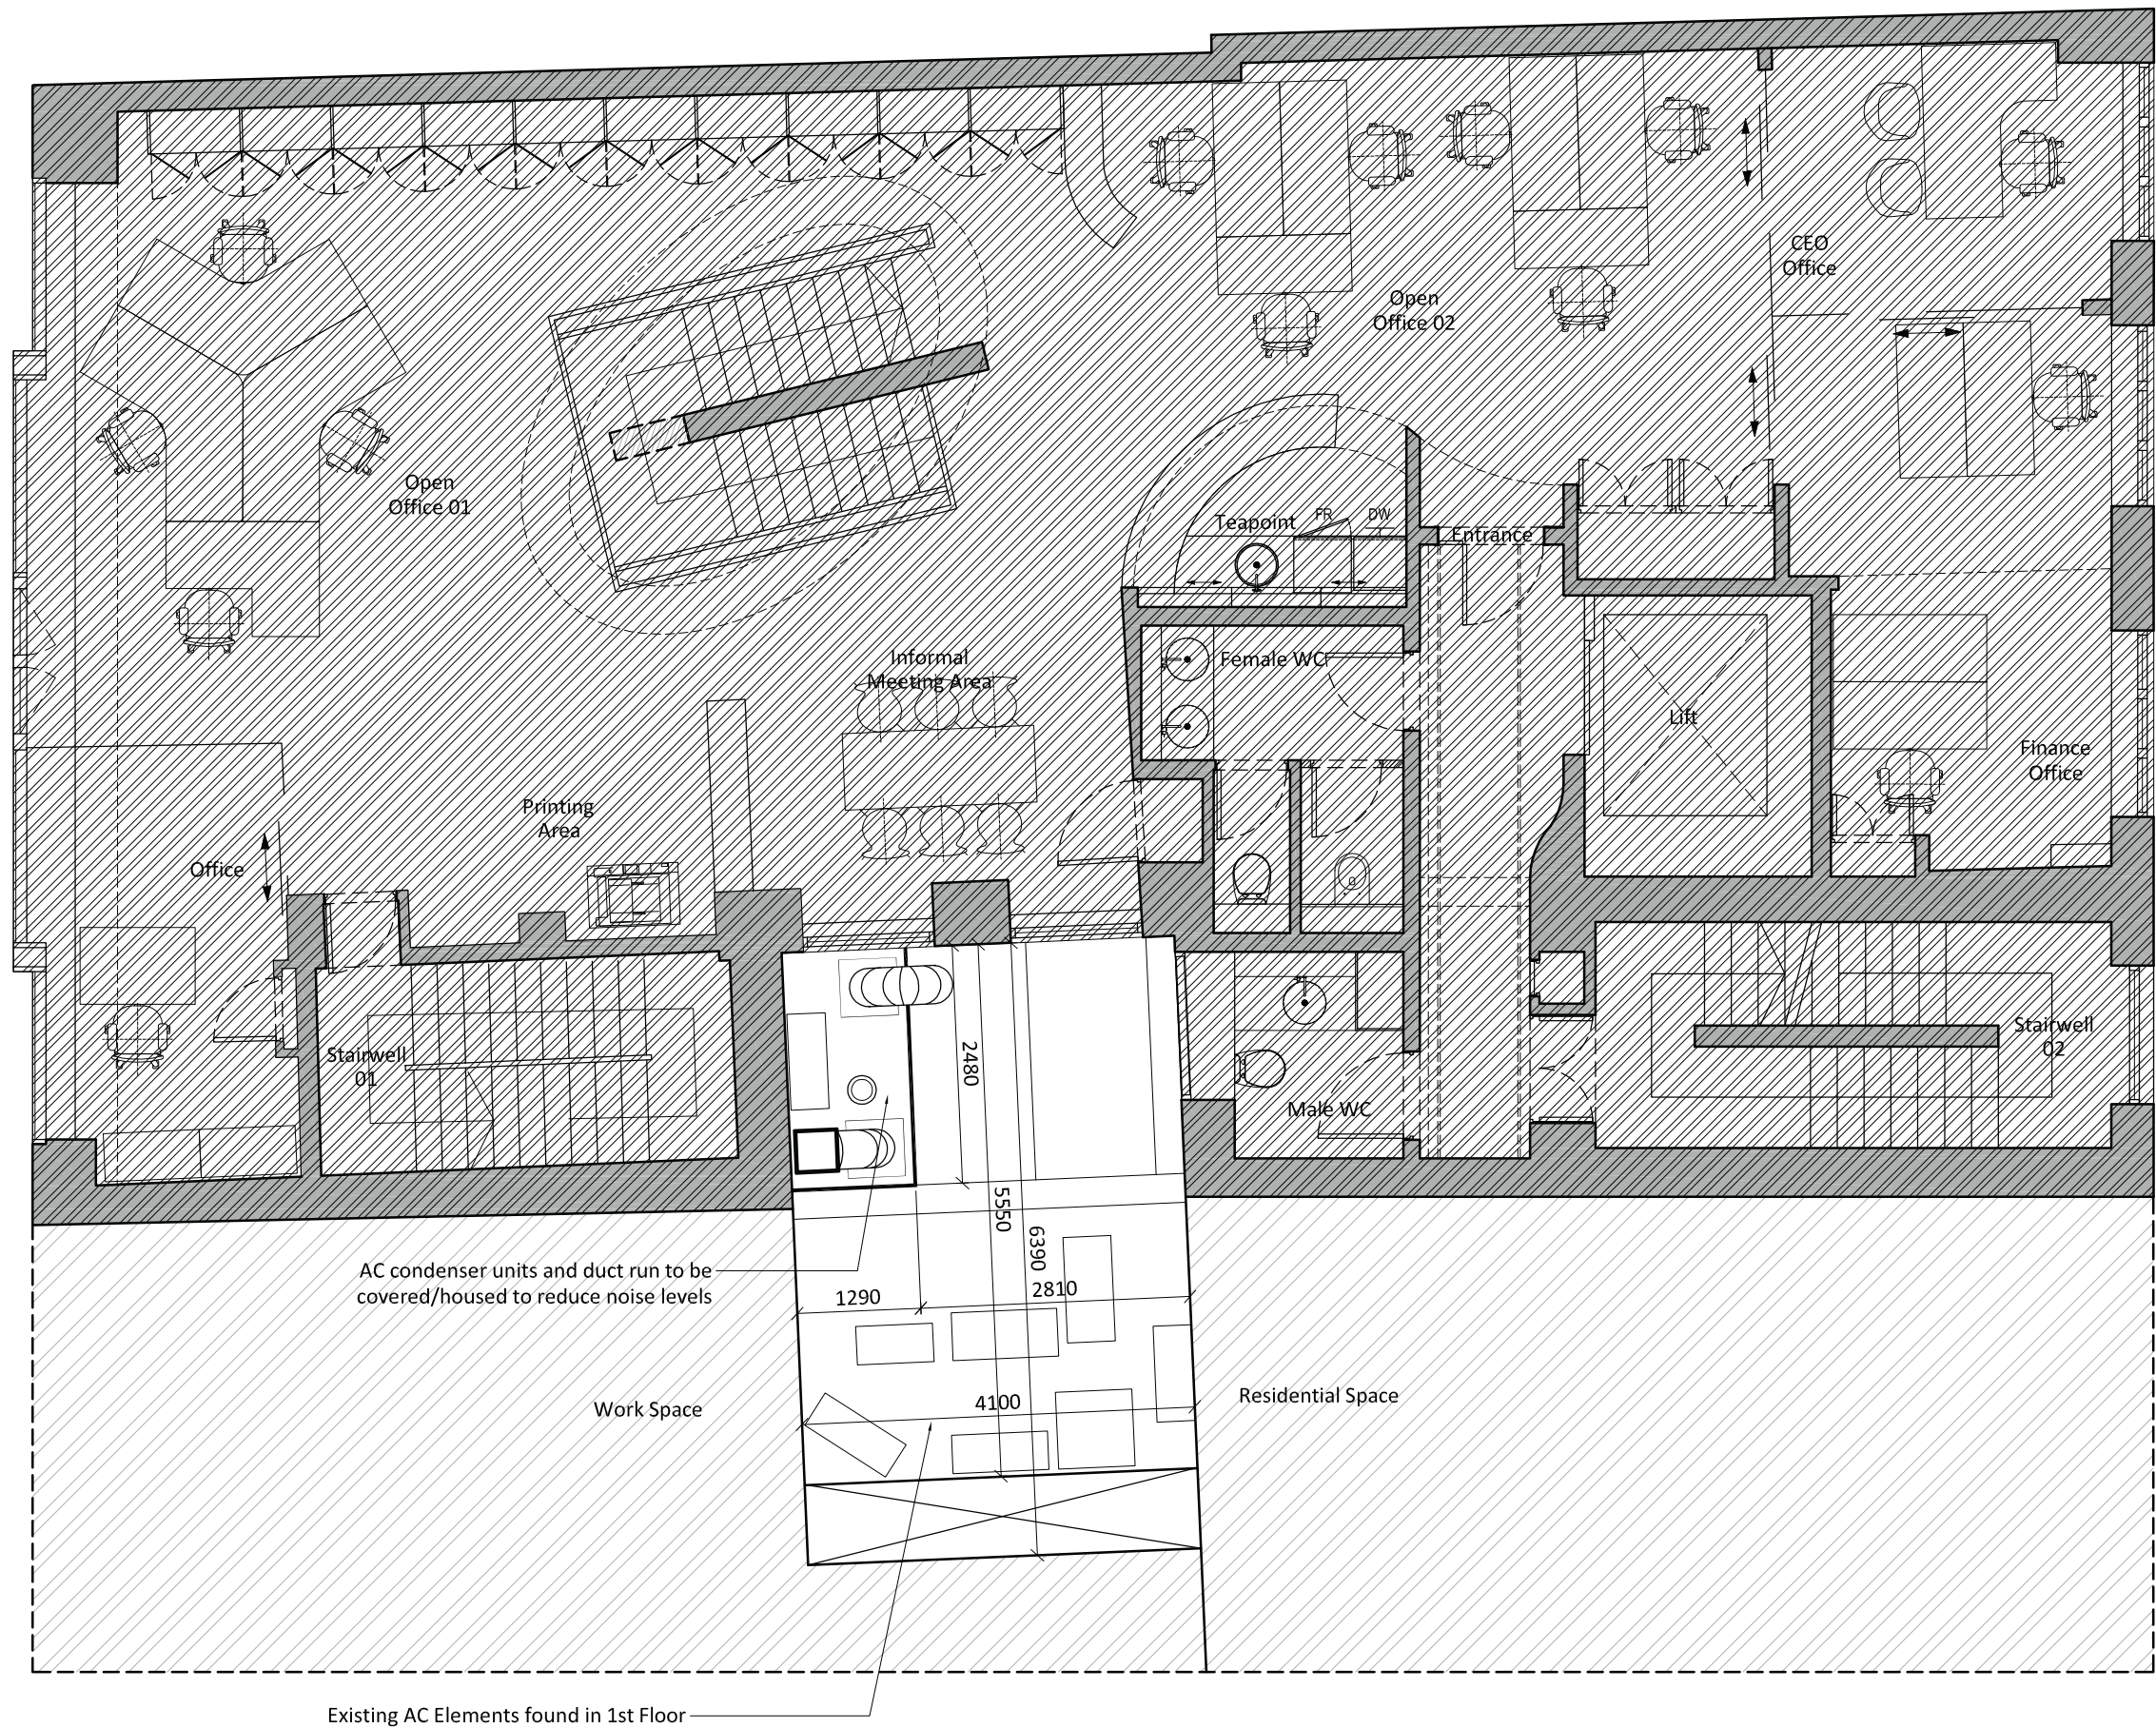 CEO
Office
Open
Office 02
Open
Office 01
Teapoint
FR
DW
Entrance
Informal
Meeting Area
Female WC
Lift
Finance
Office
Printing
Area
Office
Stairwell
01
2480
Stairwell
02
Male WC
5550
6390
AC condenser units and duct run to be
covered/housed to reduce noise levels
1290
2810
4100
Work Space
Residential Space
Existing AC Elements found in 1st Floor